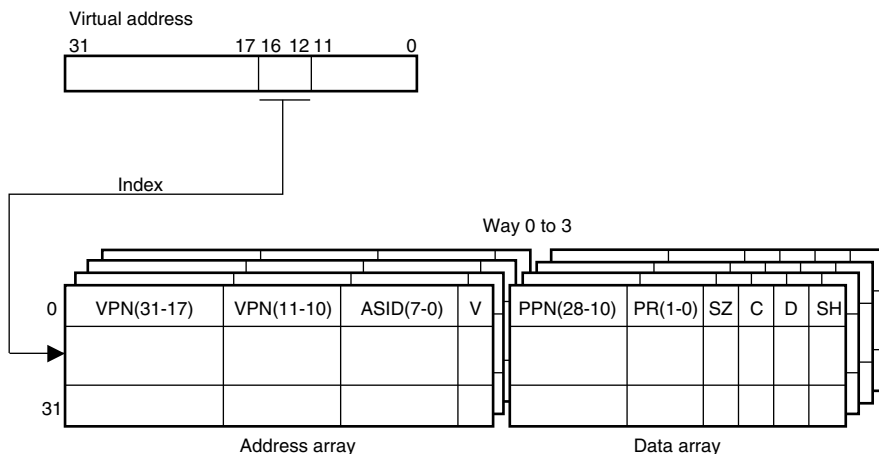 Virtual address
31 17 16 12 11 0
Index
Way 0 to 3
0 VPN(31-17) VPN(11-10) ASID(7-0) V PPN(28-10) PR(1-0) SZ C D SH
31
Address array Data array